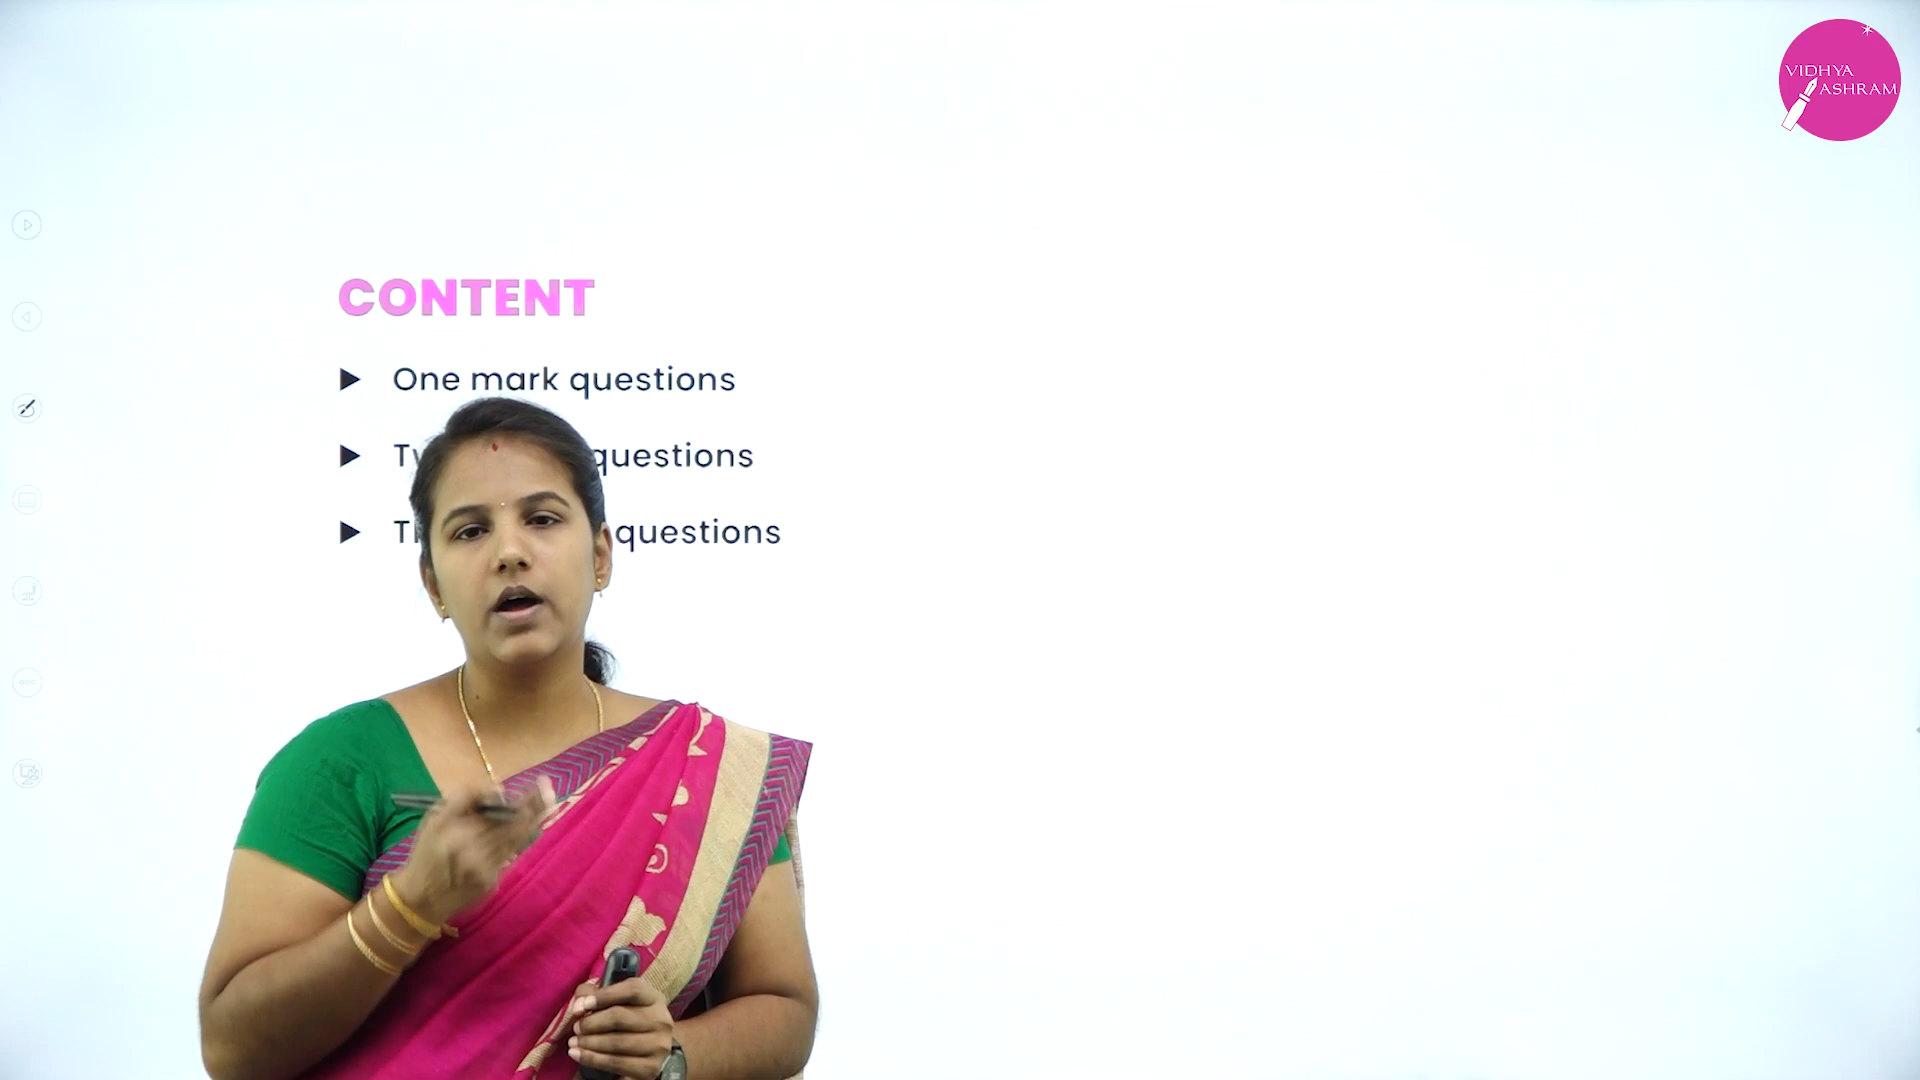 VIDHYA
ASHRAM
CONTENT
One mark questions
questions
questions